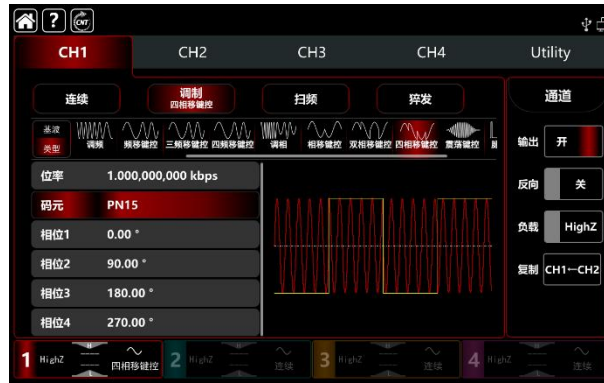 ? CNT
CH1 CH2 CH3 CH4 Utility
连续 调制 扫频 猝发 通道
四相移键控
基波
类型 调频 频移键控 三频移键控 四频移键控 调相 相移键控 双相移键控 四相移键控 震荡键控
输出 开
位率 1.000,000,000 kbps
反向 关
码元 PN15
相位1 0.00 °
负载 HighZ
相位2 90.00 °
复制 CH1←CH2
相位3 180.00 °
相位4 270.00 °
1 HighZ 四相移键控 2 HighZ 连续 3 HighZ 连续 4 HighZ 连续